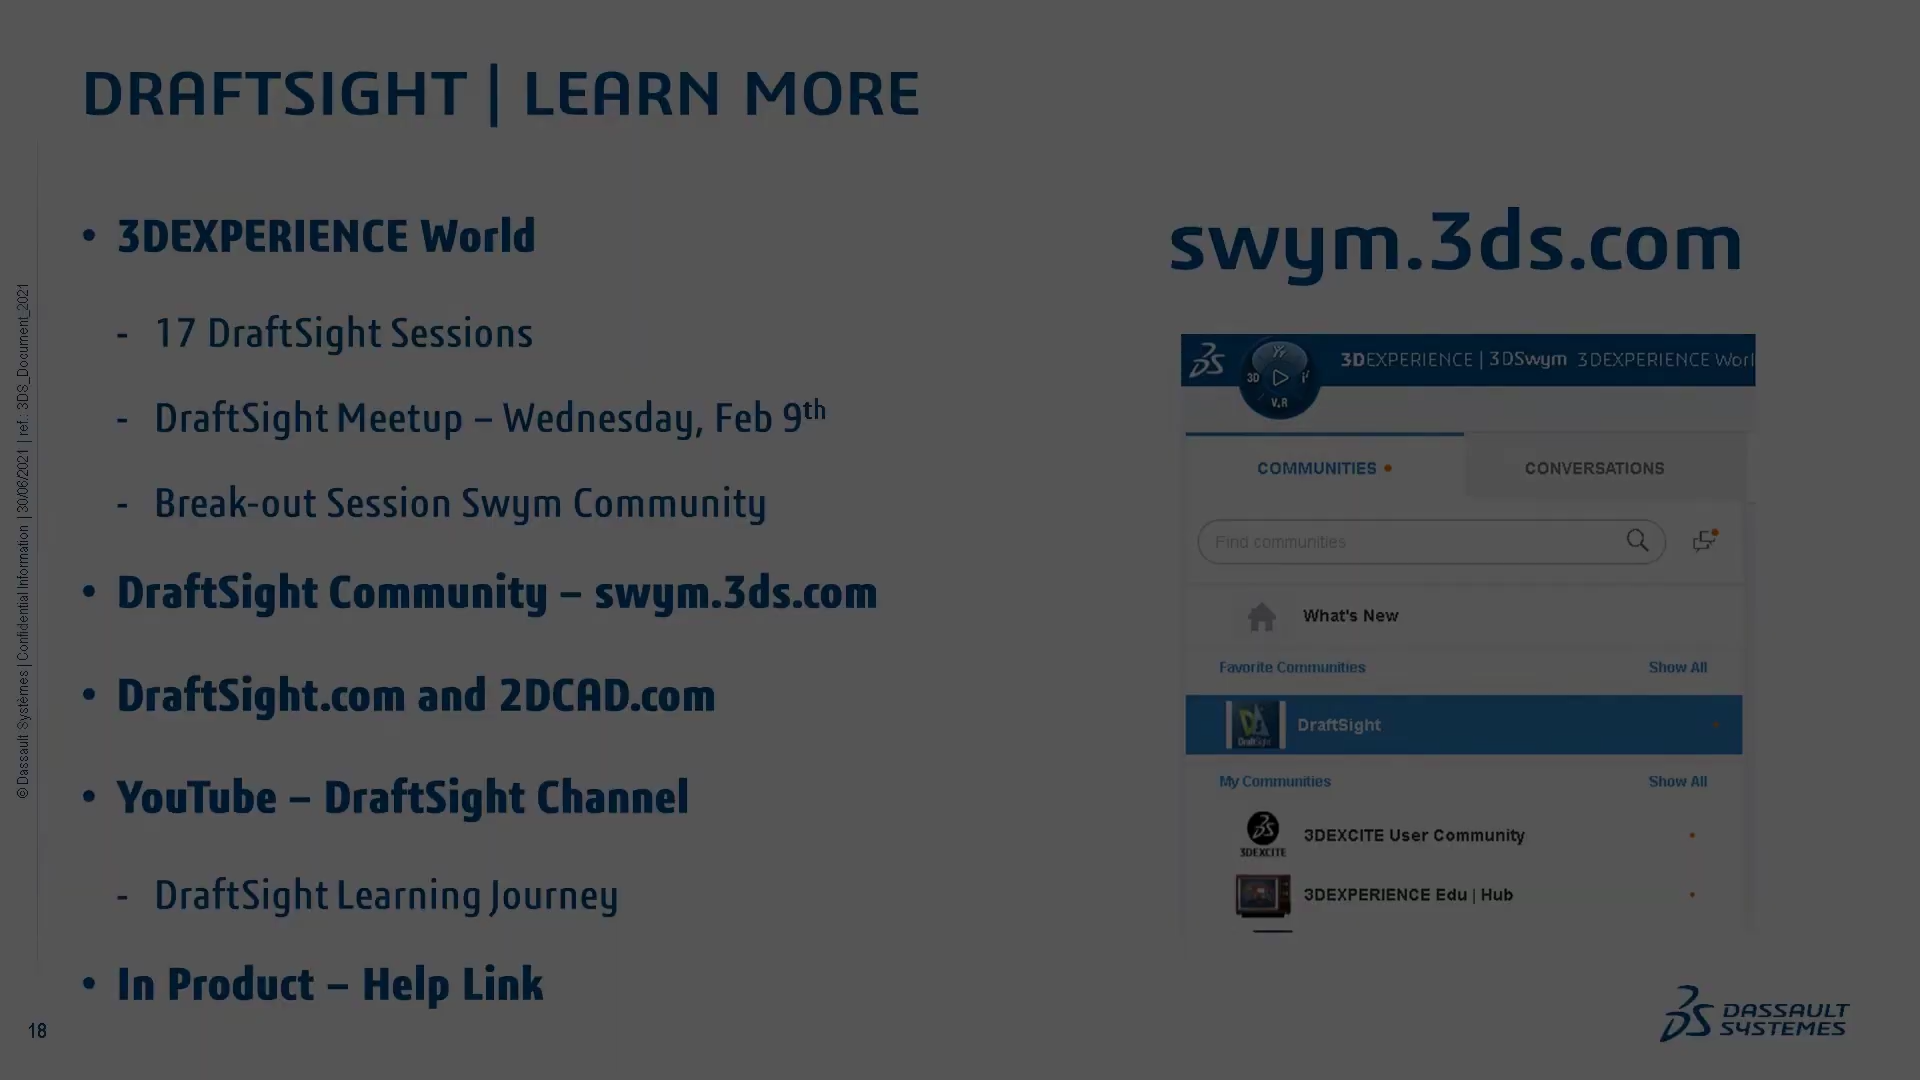 DRAFTSIGHT | LEARN MORE
• 3DEXPERIENCE World
- 17 DraftSight Sessions
- DraftSight Meetup – Wednesday, Feb 9th
- Break-out Session Swym Community
• DraftSight Community – swym.3ds.com
• DraftSight.com and 2DCAD.com
• YouTube – DraftSight Channel
- DraftSight Learning Journey
• In Product – Help Link
swym.3ds.com
3DEXPERIENCE | 3DSwym 3DEXPERIENCE Worl
3D
V,R
COMMUNITIES
CONVERSATIONS
Find communities
What's New
Favorite Communities Show All
DraftSight
DraftSight
My Communities Show All
3DEXCITE
3DEXCITE User Community
3DEXPERIENCE Edu | Hub
© Dassault Systèmes | Confidential Information | 30/06/2021 | ref.: 3DS_Document_2021
18
DASSAULT
SYSTEMES